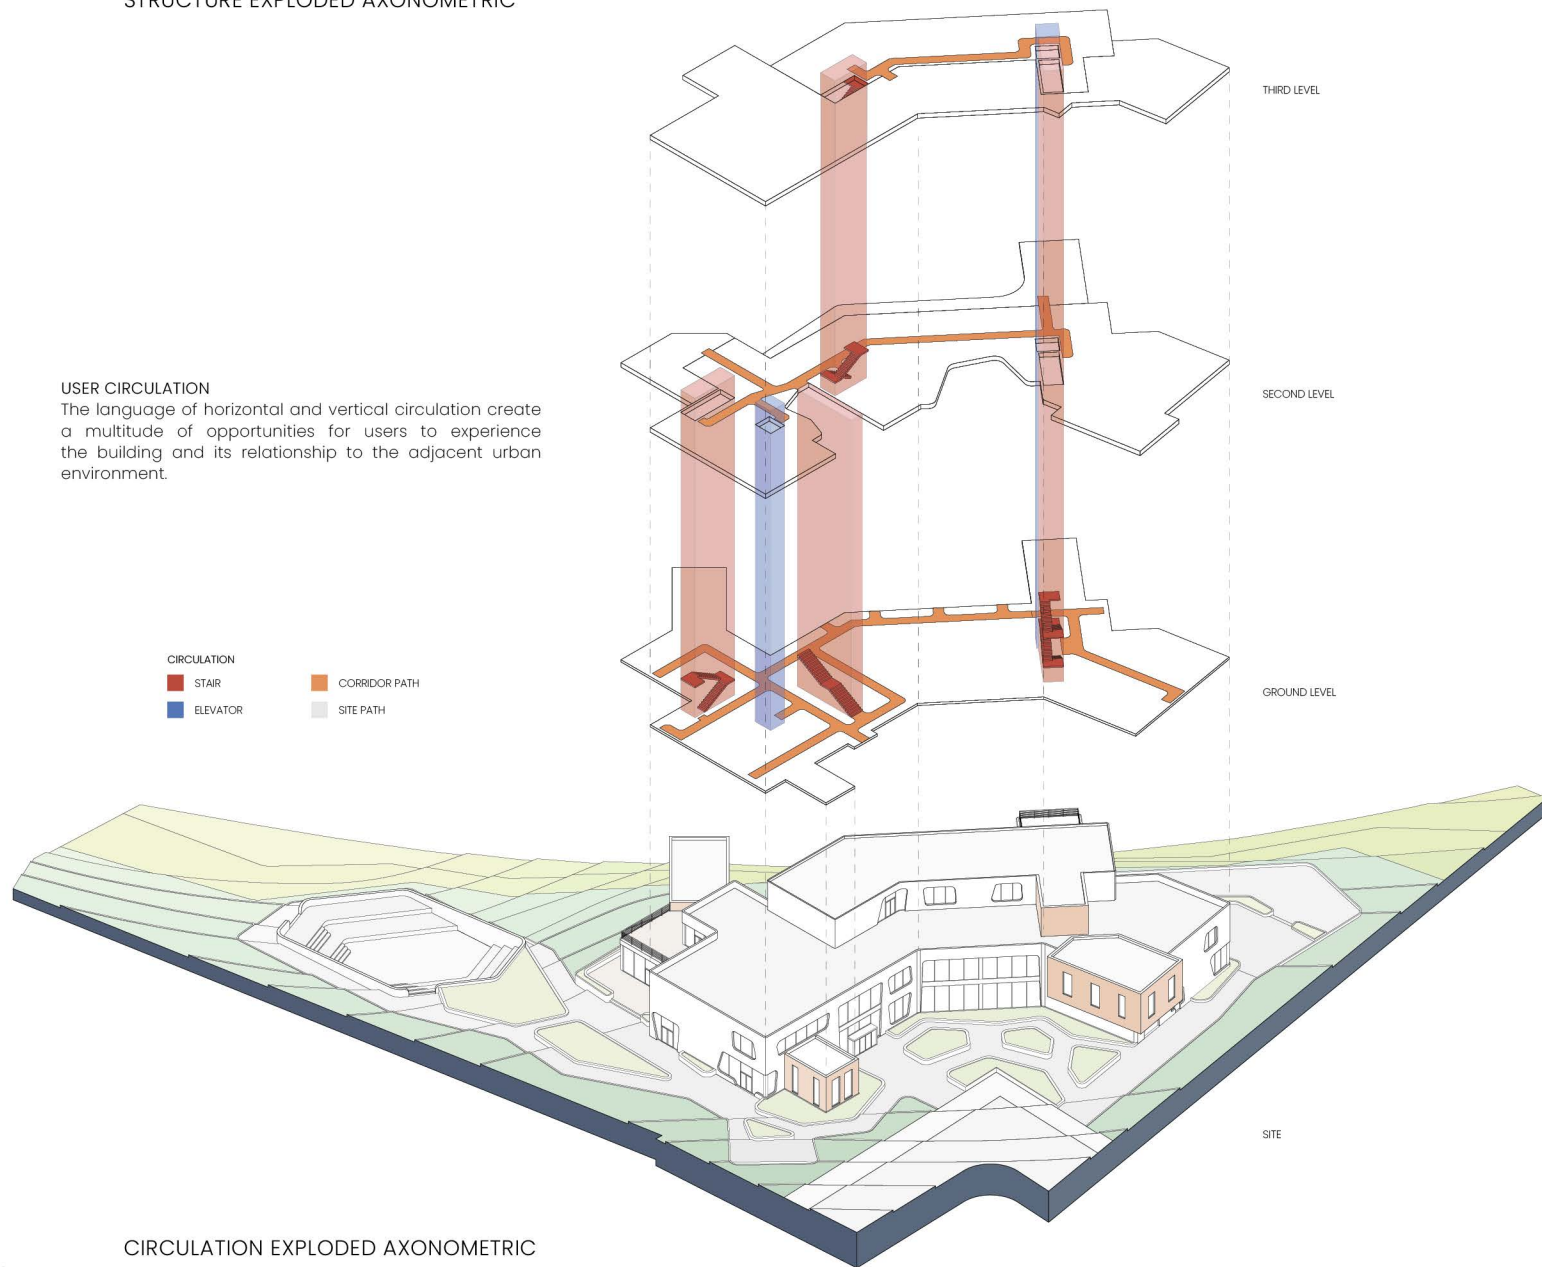 STRUCTURE EXPLODED AXONOMETRIC
THIRD LEVEL
USER CIRCULATION
The language of horizontal and vertical circulation create
a multitude of opportunities for users to experience
the building and its relationship to the adjacent urban
environment.
SECOND LEVEL
CIRCULATION
STAIR
CORRIDOR PATH
ELEVATOR
SITE PATH
GROUND LEVEL
SITE
CIRCULATION EXPLODED AXONOMETRIC